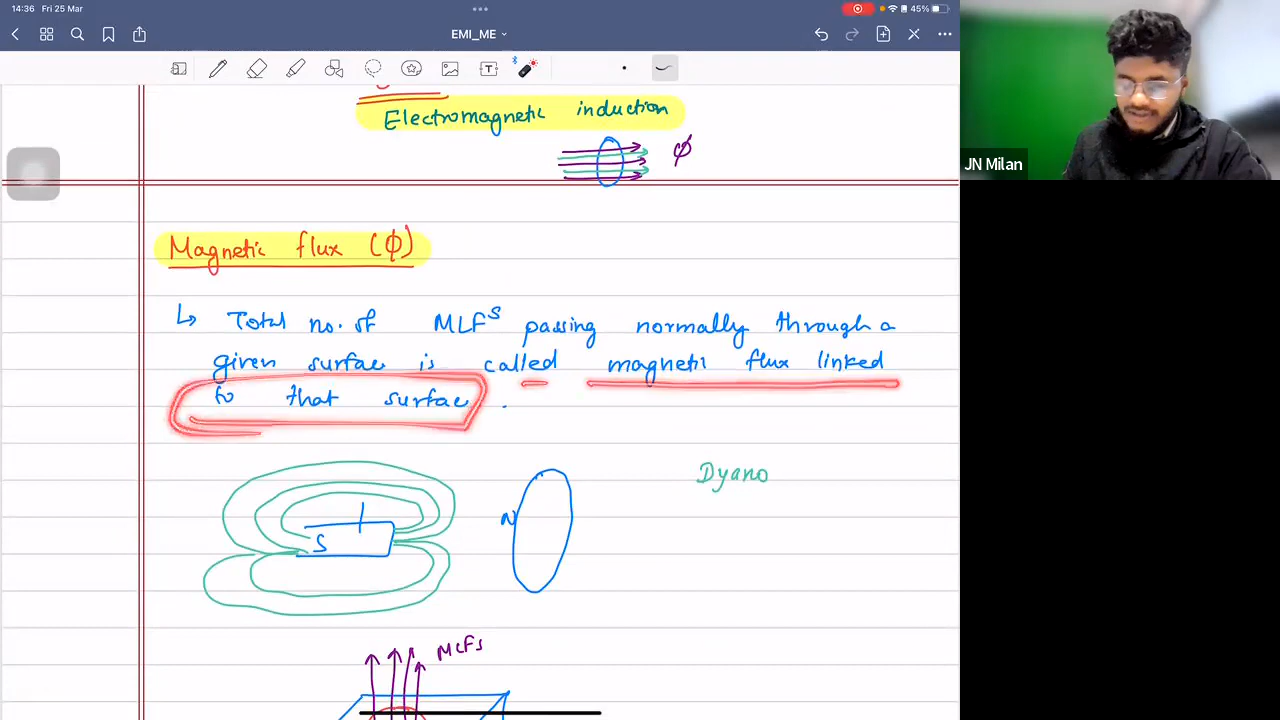 14:36 Fri 25 Mar
45%
EMI_ME
Electromagnetic induction
ϕ
JN Milan
Magnetic flux (ϕ)
↳ Total no. of MLFs passing normally through a
given surface is called magnetic flux linked
to that surface.
Dyano
N
S
MLFs